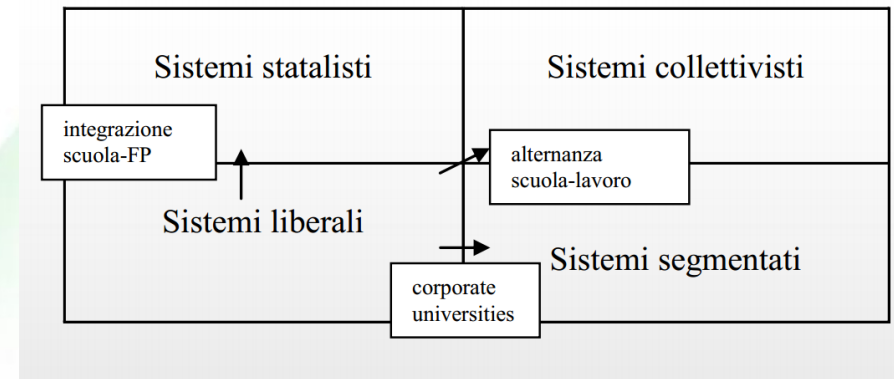 Sistemi statalisti
Sistemi collettivisti
integrazione
scuola-FP
alternanza
scuola-lavoro
Sistemi liberali
Sistemi segmentati
corporate
universities